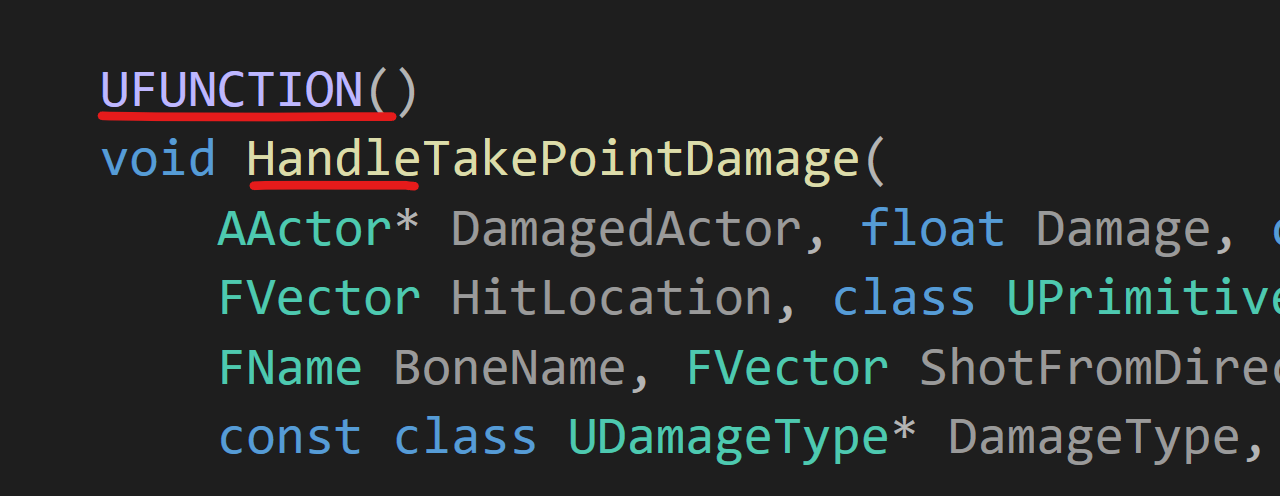 UFUNCTION()
void HandleTakePointDamage(
AActor* DamagedActor, float Damage,
FVector HitLocation, class
FName BoneName, FVector
const class UDamageType* DamageType,